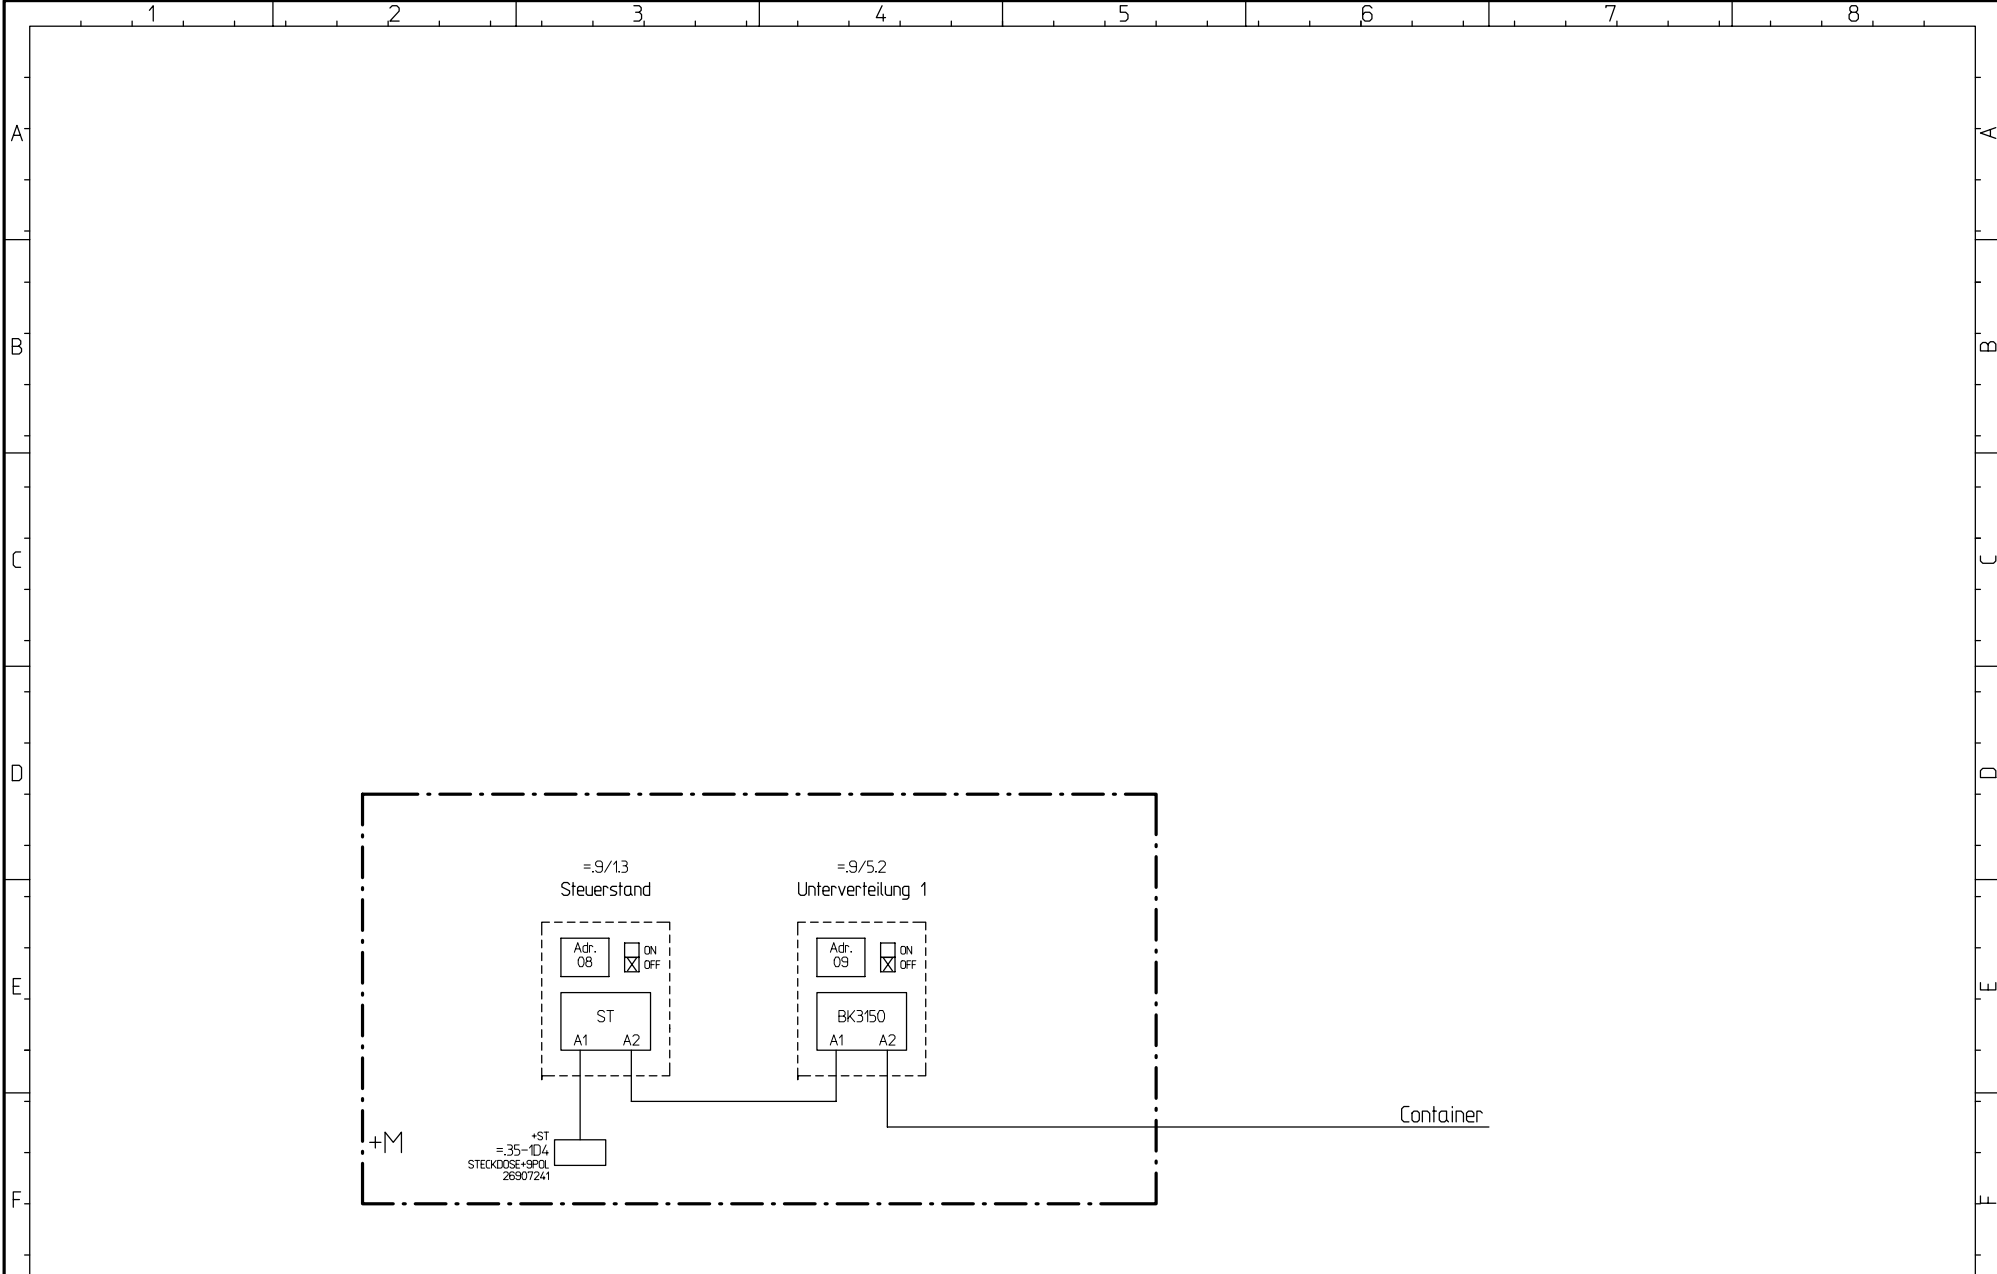 1 2 3 4 5 6 7 8
A A
B B
C C
D D
=.9/1.3 =.9/5.2
Steuerstand Unterverteilung 1
Adr. ON Adr. ON
08 OFF 09 OFF
E E
ST BK3150
A1 A2 A1 A2
Container
+M
+ST
=.35-1D4
STECKDOSE+9POL
26907241
F F